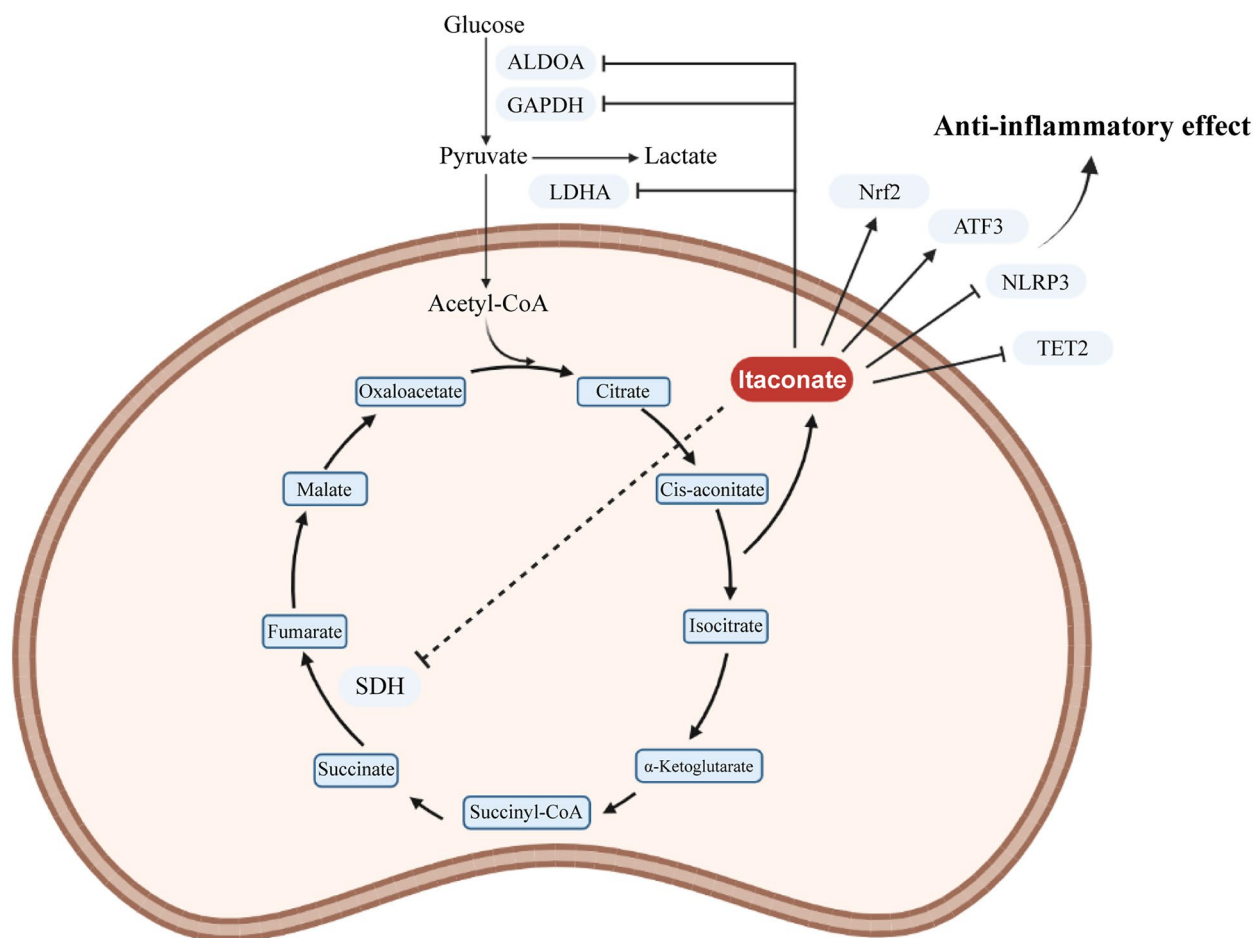 Glucose
ALDOA
GAPDH
Anti-inflammatory effect
Pyruvate
Lactate
LDHA
Nrf2
ATF3
NLRP3
TET2
Acetyl-CoA
Itaconate
Oxaloacetate
Citrate
Malate
Cis-aconitate
Fumarate
Isocitrate
SDH
Succinate
α-Ketoglutarate
Succinyl-CoA